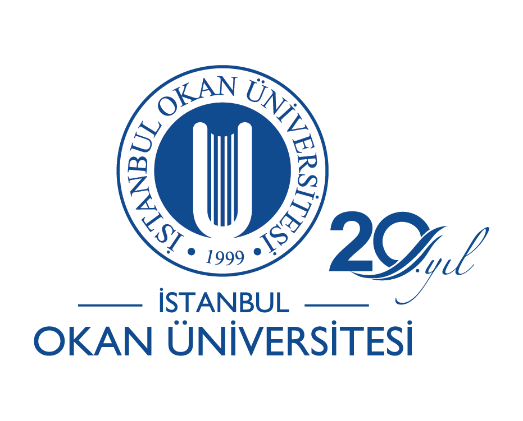 İSTANBUL OKAN ÜNİVERSİTESİ
• 1999 •
20.yıl
İSTANBUL
OKAN ÜNİVERSİTESİ